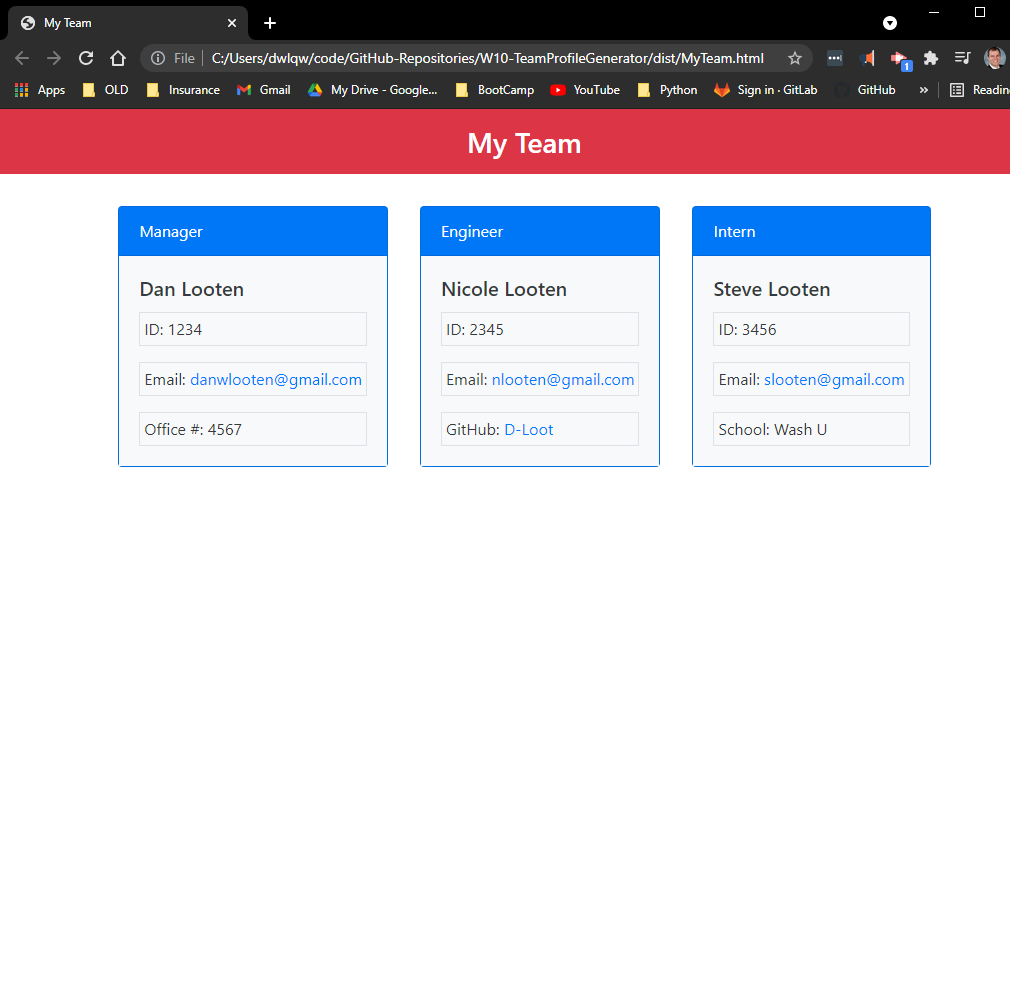 My Team
File C:/Users/dwlqw/code/GitHub-Repositories/W10-TeamProfileGenerator/dist/MyTeam.html 1
Apps OLD Insurance Gmail My Drive - Google... BootCamp YouTube Python Sign in · GitLab GitHub » Readin
My Team
Manager
Dan Looten
ID: 1234
Email: danwlooten@gmail.com
Office #: 4567
Engineer
Nicole Looten
ID: 2345
Email: nlooten@gmail.com
GitHub: D-Loot
Intern
Steve Looten
ID: 3456
Email: slooten@gmail.com
School: Wash U